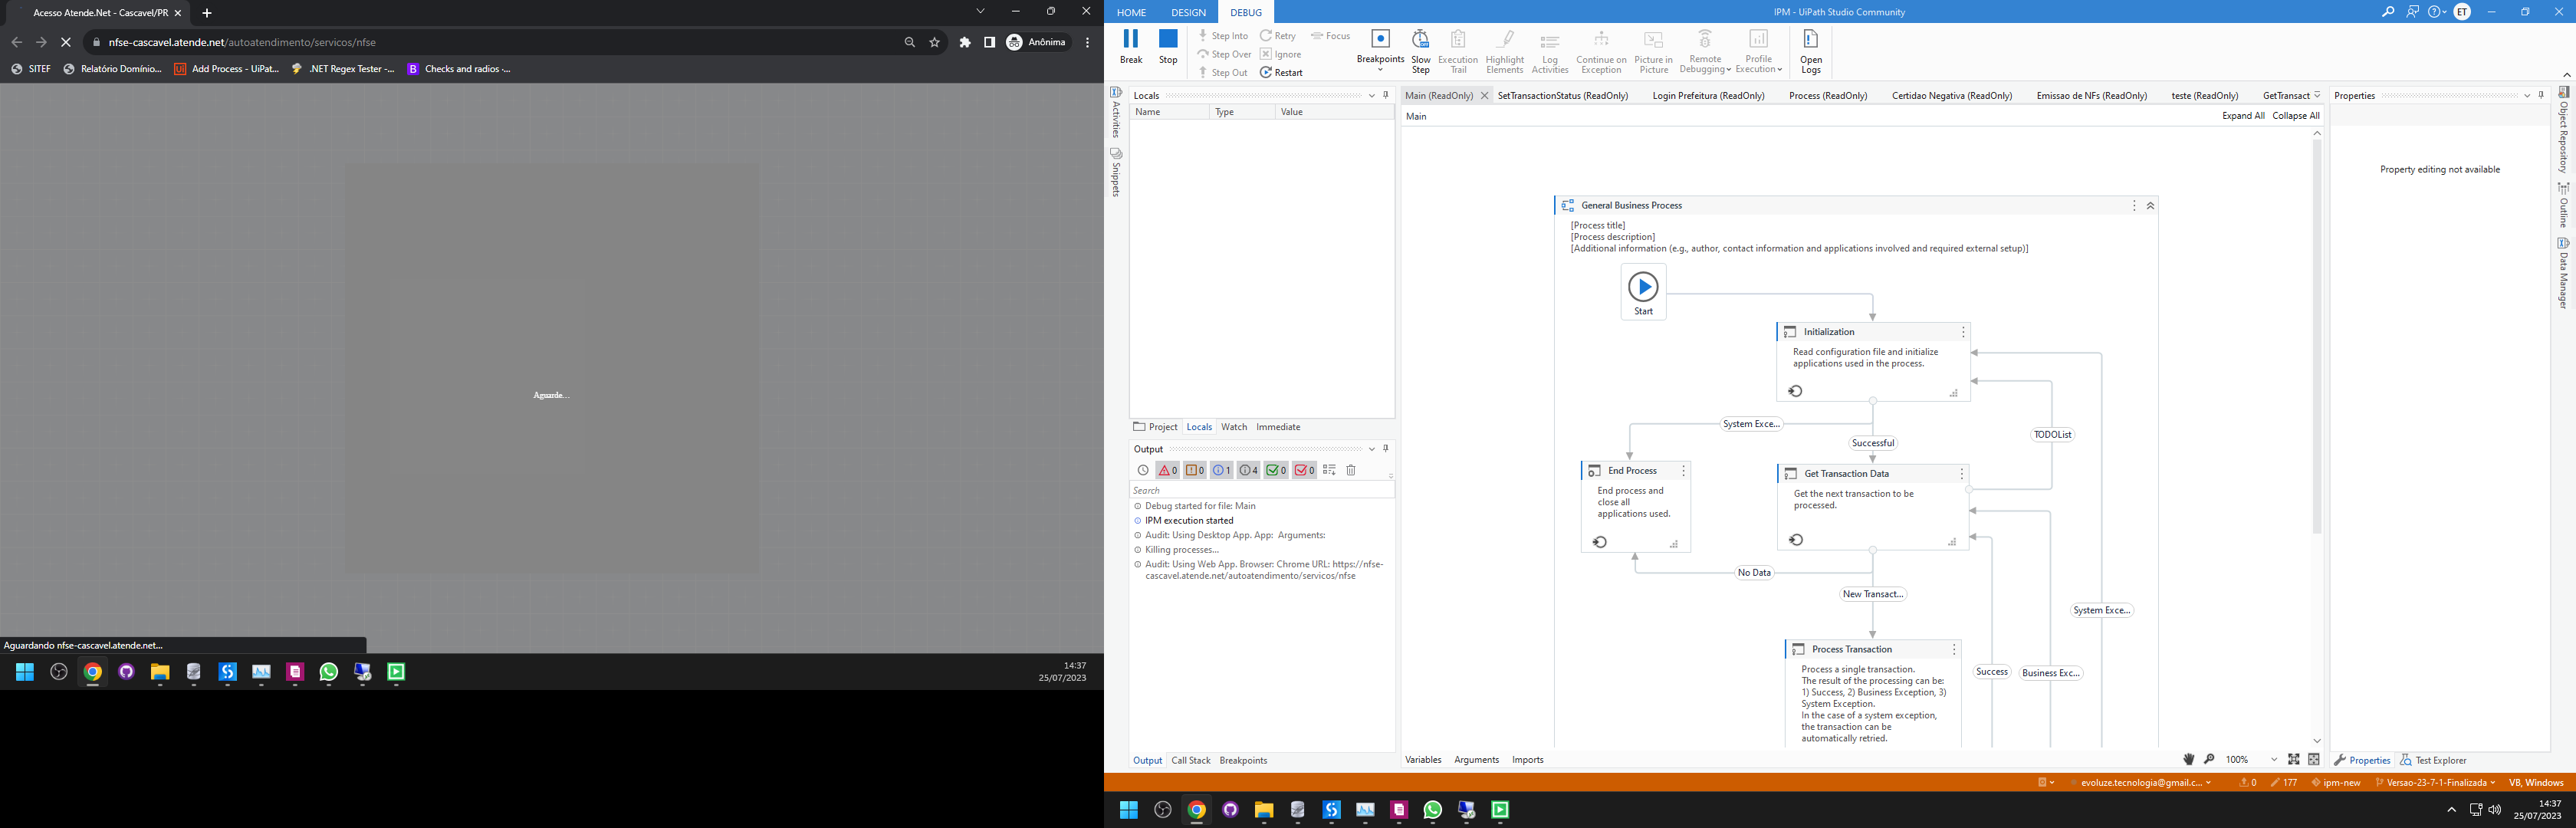 Acesso Atende.Net - Cascavel/PR
nfse-cascavel.atende.net/autoatendimento/servicos/nfse
Anônima
SITEF
Relatório Domínio...
Add Process - UiPat...
.NET Regex Tester -...
Checks and radios ·...
Aguarde...
Aguardando nfse-cascavel.atende.net...
14:37
25/07/2023
HOME DESIGN DEBUG
IPM - UiPath Studio Community
ET
Break
Stop
Step Into
Step Over
Step Out
Retry
Ignore
Restart
Focus
Breakpoints
Slow
Step
Execution
Trail
Highlight
Elements
Log
Activities
Continue on
Exception
Picture in
Picture
Remote
Debugging
Profile
Execution
Open
Logs
Activities
Snippets
Locals
Name Type Value
Project Locals Watch Immediate
Output
0 0 1 4 0 0
Search
Debug started for file: Main
IPM execution started
Audit: Using Desktop App. App: Arguments:
Killing processes...
Audit: Using Web App. Browser: Chrome URL: https://nfse-
cascavel.atende.net/autoatendimento/servicos/nfse
Output Call Stack Breakpoints
Main (ReadOnly) SetTransactionStatus (ReadOnly) Login Prefeitura (ReadOnly) Process (ReadOnly) Certidao Negativa (ReadOnly) Emissao de NFs (ReadOnly) teste (ReadOnly) GetTransact
Main
Expand All Collapse All
General Business Process
[Process title]
[Process description]
[Additional information (e.g., author, contact information and applications involved and required external setup)]
Start
Initialization
Read configuration file and initialize
applications used in the process.
System Exce...
Successful
TODOList
End Process
End process and
close all
applications used.
Get Transaction Data
Get the next transaction to be
processed.
No Data
New Transact...
System Exce...
Process Transaction
Process a single transaction.
The result of the processing can be:
1) Success, 2) Business Exception, 3)
System Exception.
In the case of a system exception,
the transaction can be
automatically retried.
Success
Business Exc...
Variables Arguments Imports
100%
Properties
Property editing not available
Properties Test Explorer
Object Repository
Outline
Data Manager
evoluze.tecnologia@gmail.c...
0
177
ipm-new
Versao-23-7-1-Finalizada
VB, Windows
14:37
25/07/2023